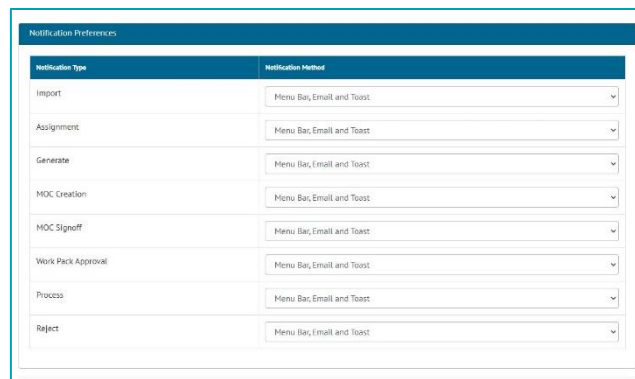 Notification Preferences
Notification Type Notification Method
Import Menu Bar, Email and Toast
Assignment Menu Bar, Email and Toast
Generate Menu Bar, Email and Toast
MOC Creation Menu Bar, Email and Toast
MOC Signoff Menu Bar, Email and Toast
Work Pack Approval Menu Bar, Email and Toast
Process Menu Bar, Email and Toast
Reject Menu Bar, Email and Toast